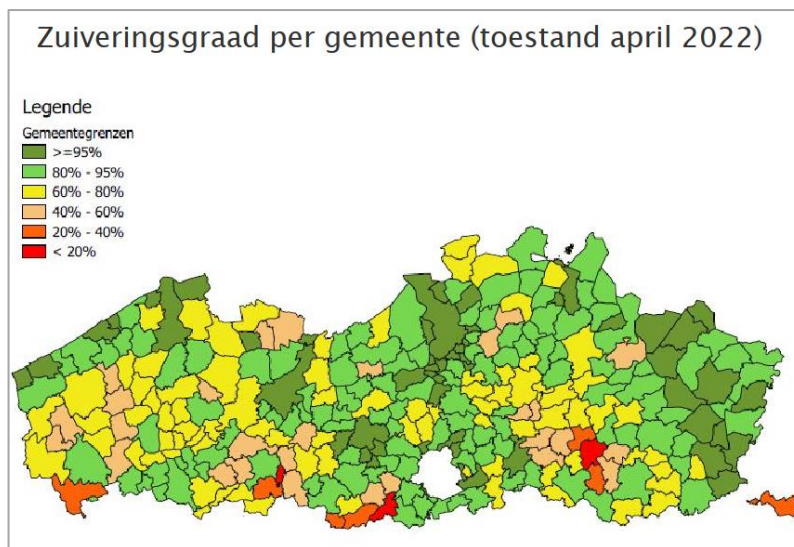 Zuiveringsgraad per gemeente (toestand april 2022)
Legende
Gemeentegrenzen
>=95%
80% - 95%
60% - 80%
40% - 60%
20% - 40%
< 20%